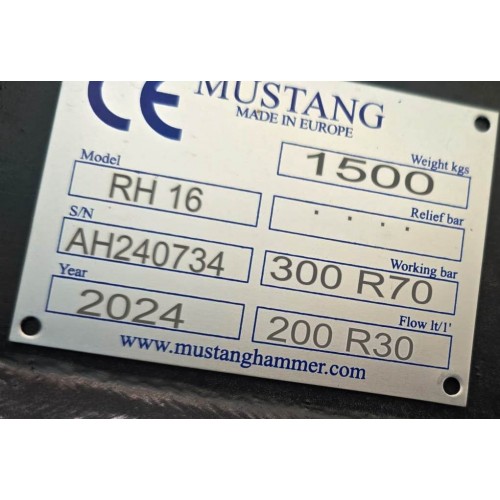 CE MUSTANG
MADE IN EUROPE
Model
RH 16
S/N
AH240734
Year
2024
Weight kgs
1500
Relief bar
. . . .
Working bar
300 R70
Flow lt/1'
200 R30
www.mustanghammer.com